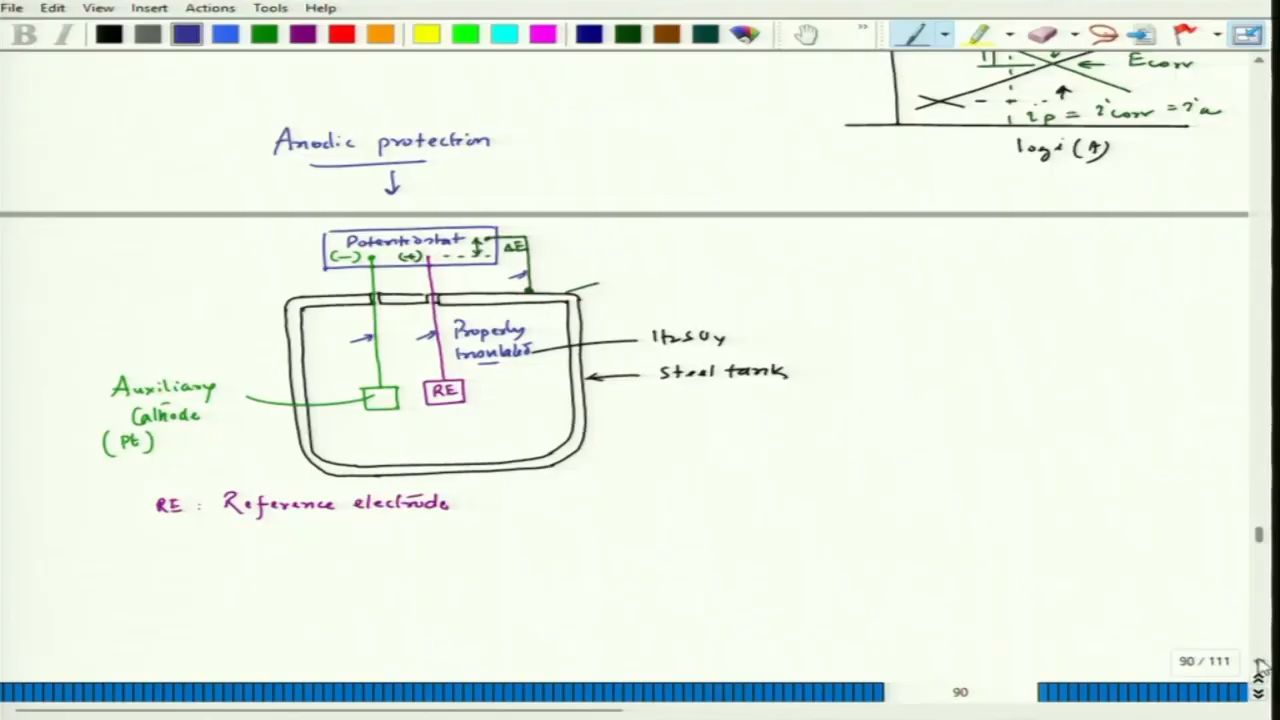 File Edit View Insert Actions Tools Help
B I
Ecorr
ip = icorr = ia
log i (A)
Anodic protection
Potentiostat
(-) (+) ΔE
Properly
Insulated
H2SO4
Steel tank
Auxiliary
Cathode
(Pt)
RE
RE : Reference electrode
90 / 111
90